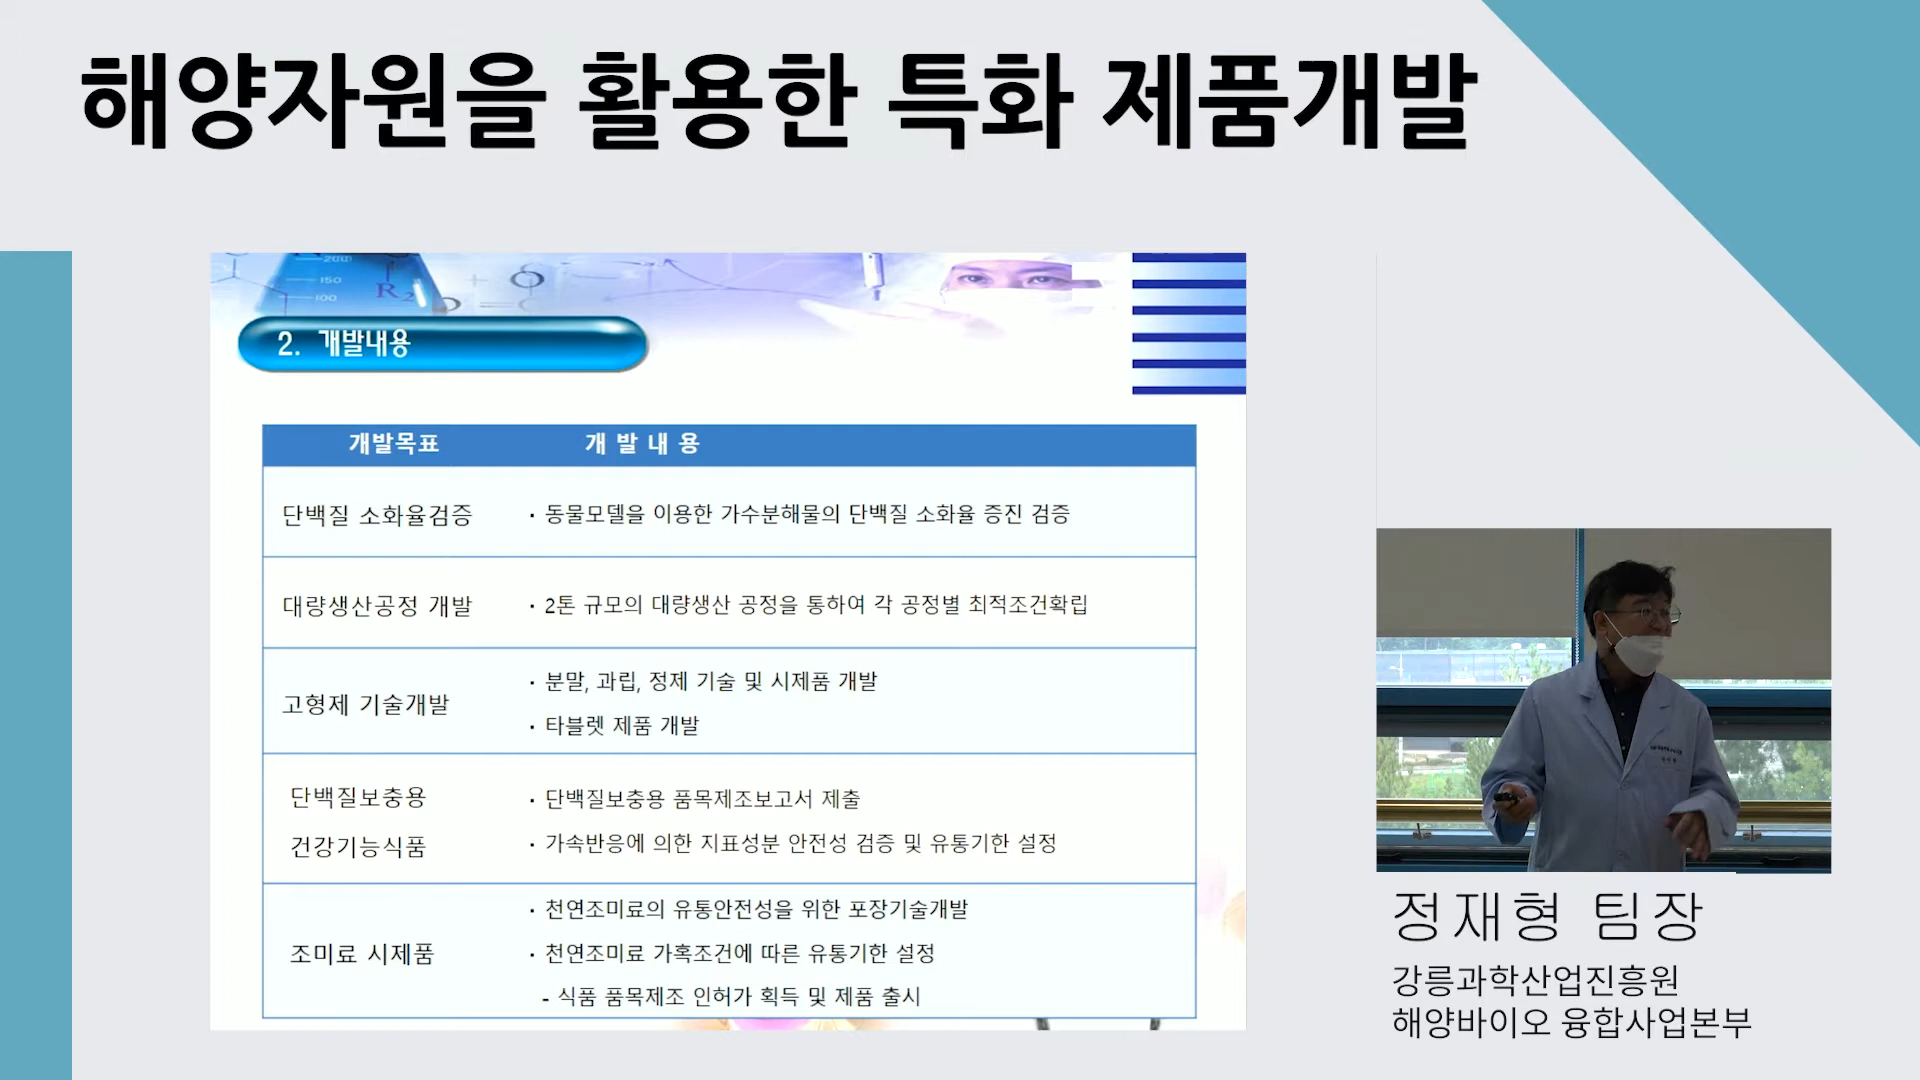 해양자원을 활용한 특화 제품개발
200
150
100
R2
2. 개발내용
개발목표 개 발 내 용
단백질 소화율검증 · 동물모델을 이용한 가수분해물의 단백질 소화율 증진 검증
대량생산공정 개발 · 2톤 규모의 대량생산 공정을 통하여 각 공정별 최적조건확립
고형제 기술개발
· 분말, 과립, 정제 기술 및 시제품 개발
· 타블렛 제품 개발
단백질보충용
건강기능식품
· 단백질보충용 품목제조보고서 제출
· 가속반응에 의한 지표성분 안전성 검증 및 유통기한 설정
조미료 시제품
· 천연조미료의 유통안전성을 위한 포장기술개발
· 천연조미료 가혹조건에 따른 유통기한 설정
- 식품 품목제조 인허가 획득 및 제품 출시
정재형 팀장
강릉과학산업진흥원
해양바이오 융합사업본부